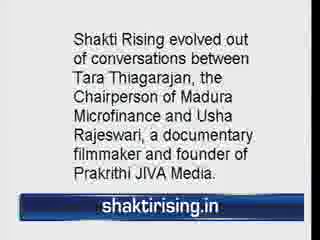 Shakti Rising evolved out
of conversations between
Tara Thiagarajan, the
Chairperson of Madura
Microfinance and Usha
Rajeswari, a documentary
filmmaker and founder of
Prakrithi JIVA Media.
shaktirising.in